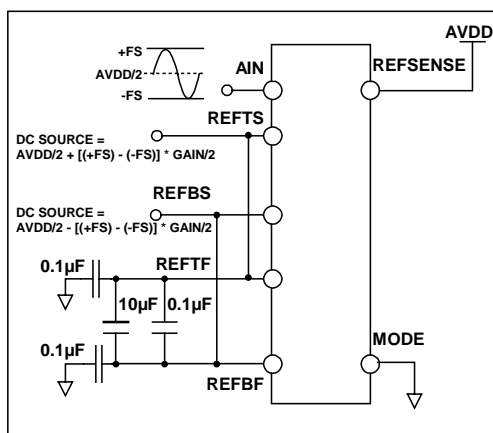 +FS
AVDD/2
-FS
AIN
AVDD
REFSENSE
REFTS
DC SOURCE =
AVDD/2 + [(+FS) - (-FS)] * GAIN/2
REFBS
DC SOURCE =
AVDD/2 - [(+FS) - (-FS)] * GAIN/2
0.1µF
REFTF
10µF
0.1µF
0.1µF
REFBF
MODE